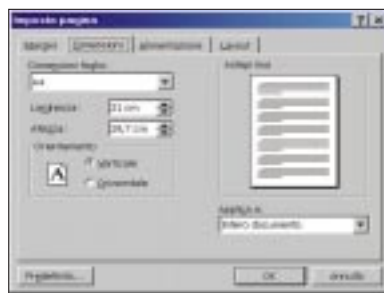 Imposta pagina
Margini Dimensioni Alimentazione Layout
Dimensioni foglio:
A4
Larghezza: 21 cm
Altezza: 29,7 cm
Orientamento
Verticale
Orizzontale
Anteprima
Applica a:
Intero documento
Predefinito... OK Annulla